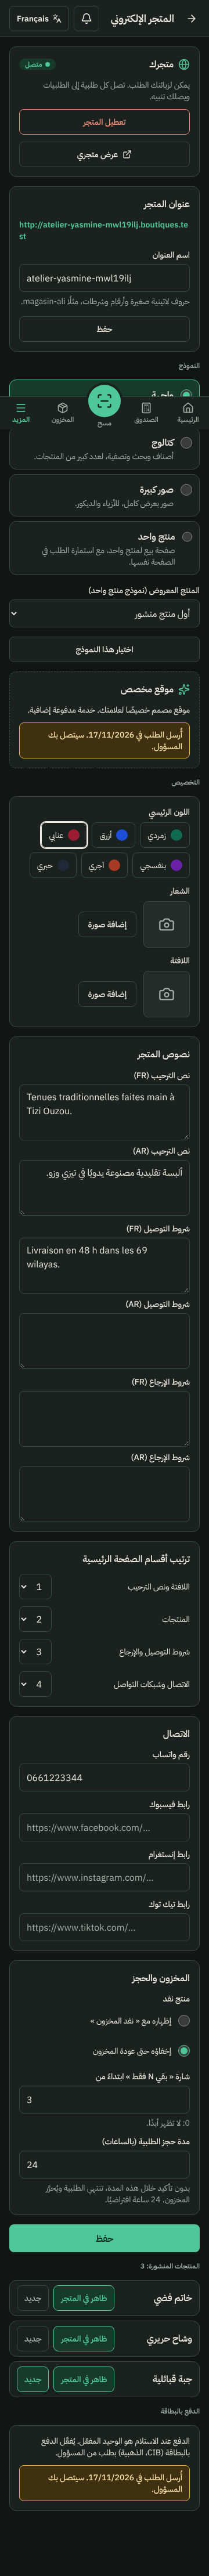 المتجر الإلكتروني
Français
متجرك
متصل
يمكن لزبائنك الطلب. تصل كل طلبية إلى الطلبيات
ويصلك تنبيه.
تعطيل المتجر
عرض متجري
عنوان المتجر
http://atelier-yasmine-mwl19ilj.boutiques.te
st
اسم العنوان
atelier-yasmine-mwl19ilj
حروف لاتينية صغيرة وأرقام وشرطات، مثلًا magasin-ali.
حفظ
النموذج
واجهة
الرئيسية
الصندوق
مسح
المخزون
المزيد
كتالوج
أصناف وبحث وتصفية، لعدد كبير من المنتجات.
صور كبيرة
صور بعرض كامل، للأزياء والديكور.
منتج واحد
صفحة بيع لمنتج واحد، مع استمارة الطلب في
الصفحة نفسها.
المنتج المعروض (نموذج منتج واحد)
أول منتج منشور
اختيار هذا النموذج
موقع مخصص
موقع مصمم خصيصًا لعلامتك. خدمة مدفوعة إضافية.
أُرسل الطلب في 17/11/2026. سيتصل بك
المسؤول.
التخصيص
اللون الرئيسي
زمردي
أزرق
عنابي
بنفسجي
آجري
حبري
الشعار
إضافة صورة
اللافتة
إضافة صورة
نصوص المتجر
نص الترحيب (FR)
Tenues traditionnelles faites main à
Tizi Ouzou.
نص الترحيب (AR)
ألبسة تقليدية مصنوعة يدويًا في تيزي وزو.
شروط التوصيل (FR)
Livraison en 48 h dans les 69
wilayas.
شروط التوصيل (AR)
شروط الإرجاع (FR)
شروط الإرجاع (AR)
ترتيب أقسام الصفحة الرئيسية
اللافتة ونص الترحيب
1
المنتجات
2
شروط التوصيل والإرجاع
3
الاتصال وشبكات التواصل
4
الاتصال
رقم واتساب
0661223344
رابط فيسبوك
https://www.facebook.com/...
رابط إنستغرام
https://www.instagram.com/...
رابط تيك توك
https://www.tiktok.com/...
المخزون والحجز
منتج نفد
إظهاره مع « نفد المخزون »
إخفاؤه حتى عودة المخزون
شارة « بقي N فقط » ابتداءً من
3
0: لا تظهر أبدًا.
مدة حجز الطلبية (بالساعات)
24
بدون تأكيد خلال هذه المدة، تنتهي الطلبية ويُحرَّر
المخزون. 24 ساعة افتراضيًا.
حفظ
المنتجات المنشورة: 3
خاتم فضي
ظاهر في المتجر
جديد
وشاح حريري
ظاهر في المتجر
جديد
جبة قبائلية
ظاهر في المتجر
جديد
الدفع بالبطاقة
الدفع عند الاستلام هو الوحيد المفعّل. يُفعَّل الدفع
بالبطاقة (CIB، الذهبية) بطلب من المسؤول.
أُرسل الطلب في 17/11/2026. سيتصل بك
المسؤول.